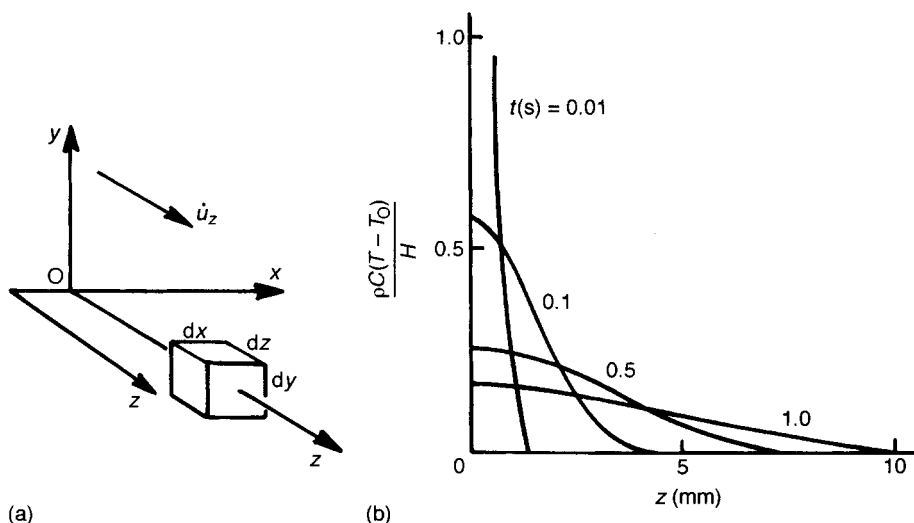 y
u̇z
O
x
dx
dz
dy
z
z
(a)
1.0
t(s) = 0.01
ρC(T – TO)
H
0.5
0.1
0.5
1.0
0
5
10
z (mm)
(b)